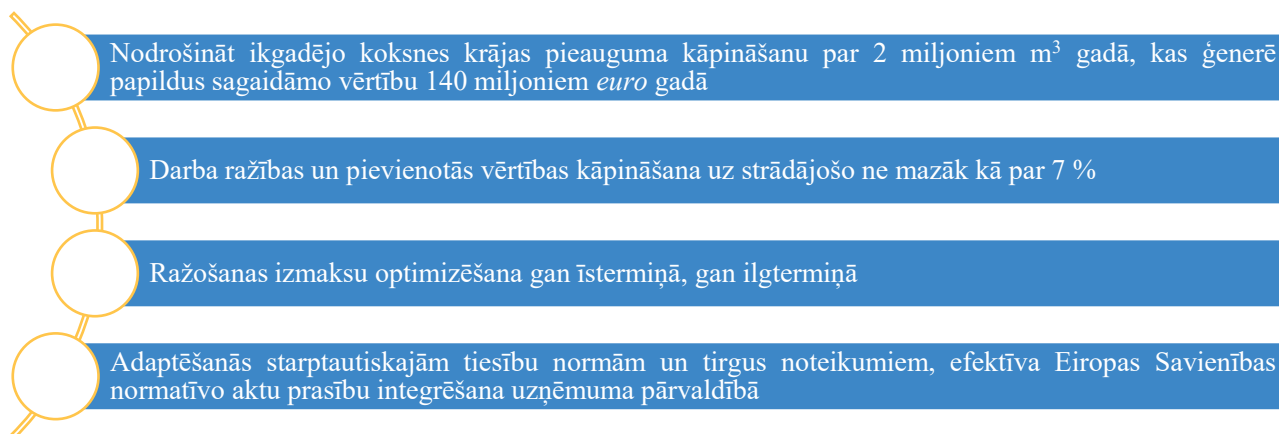 Nodrošināt ikgadējo koksnes krājas pieauguma kāpināšanu par 2 miljoniem m³ gadā, kas ģenerē
papildus sagaidāmo vērtību 140 miljoniem euro gadā
Darba ražības un pievienotās vērtības kāpināšana uz strādājošo ne mazāk kā par 7 %
Ražošanas izmaksu optimizēšana gan īstermiņā, gan ilgtermiņā
Adaptēšanās starptautiskajām tiesību normām un tirgus noteikumiem, efektīva Eiropas Savienības
normatīvo aktu prasību integrēšana uzņēmuma pārvaldībā